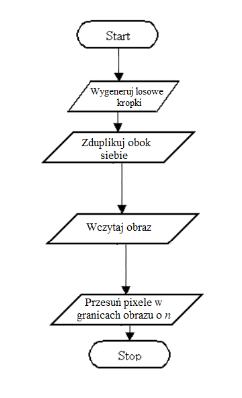 Start
Wygeneruj losowe
kropki
Zduplikuj obok
siebie
Wczytaj obraz
Przesuń pixele w
granicach obrazu o n
Stop